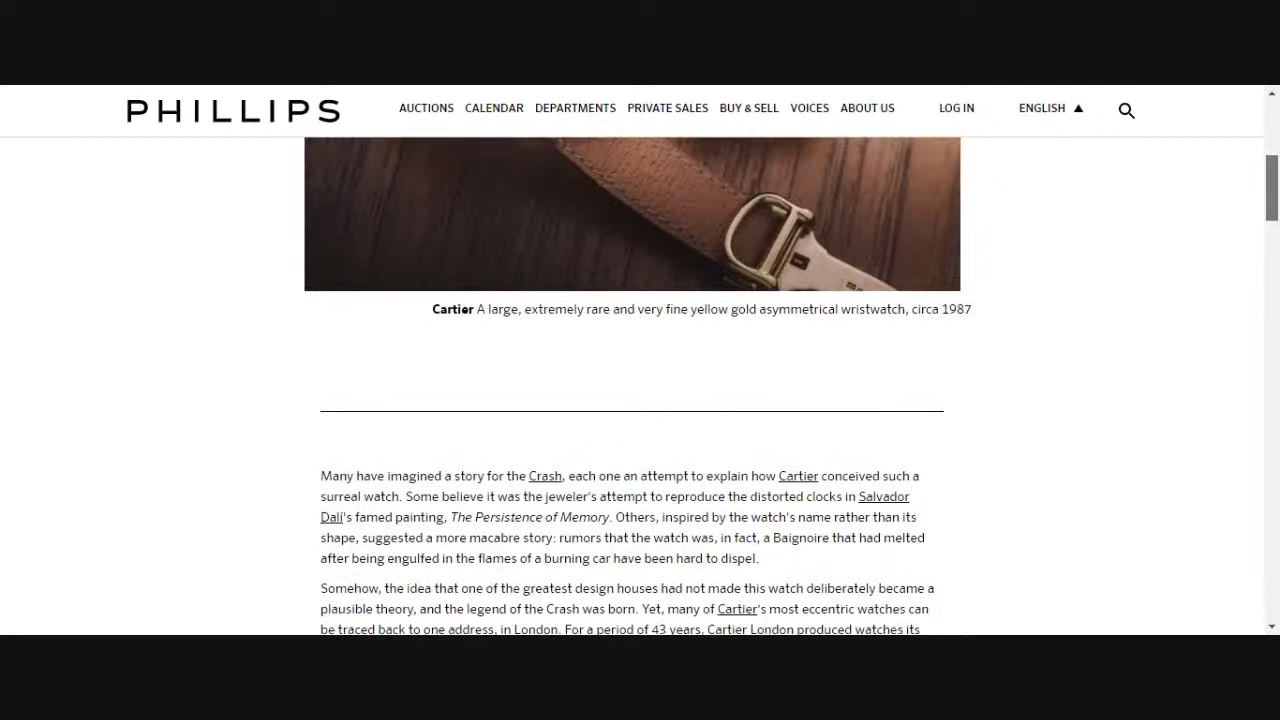 PHILLIPS
AUCTIONS CALENDAR DEPARTMENTS PRIVATE SALES BUY & SELL VOICES ABOUT US LOG IN ENGLISH
Cartier A large, extremely rare and very fine yellow gold asymmetrical wristwatch, circa 1987
Many have imagined a story for the Crash, each one an attempt to explain how Cartier conceived such a
surreal watch. Some believe it was the jeweler's attempt to reproduce the distorted clocks in Salvador
Dalí's famed painting, The Persistence of Memory. Others, inspired by the watch's name rather than its
shape, suggested a more macabre story: rumors that the watch was, in fact, a Baignoire that had melted
after being engulfed in the flames of a burning car have been hard to dispel.
Somehow, the idea that one of the greatest design houses had not made this watch deliberately became a
plausible theory, and the legend of the Crash was born. Yet, many of Cartier's most eccentric watches can
be traced back to one address, in London. For a period of 43 years, Cartier London produced watches its